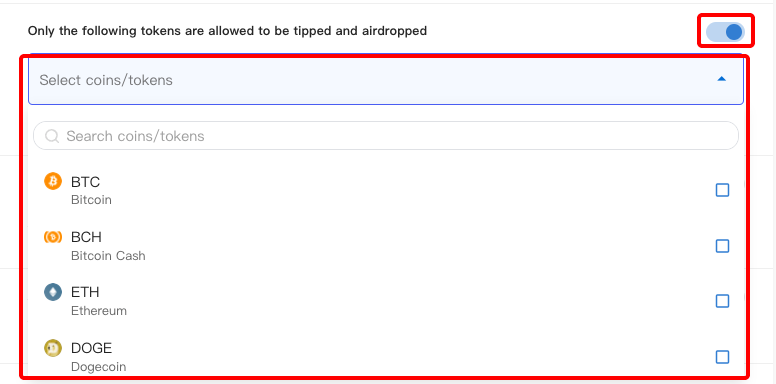 Only the following tokens are allowed to be tipped and airdropped
Select coins/tokens
Search coins/tokens
BTC
Bitcoin
BCH
Bitcoin Cash
ETH
Ethereum
DOGE
Dogecoin